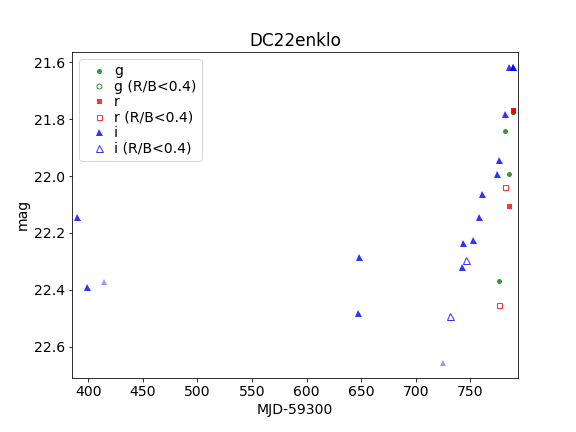 DC22enklo
g
g (R/B<0.4)
r
r (R/B<0.4)
i
i (R/B<0.4)
21.6
21.8
22.0
22.2
22.4
22.6
mag
400 450 500 550 600 650 700 750
MJD-59300